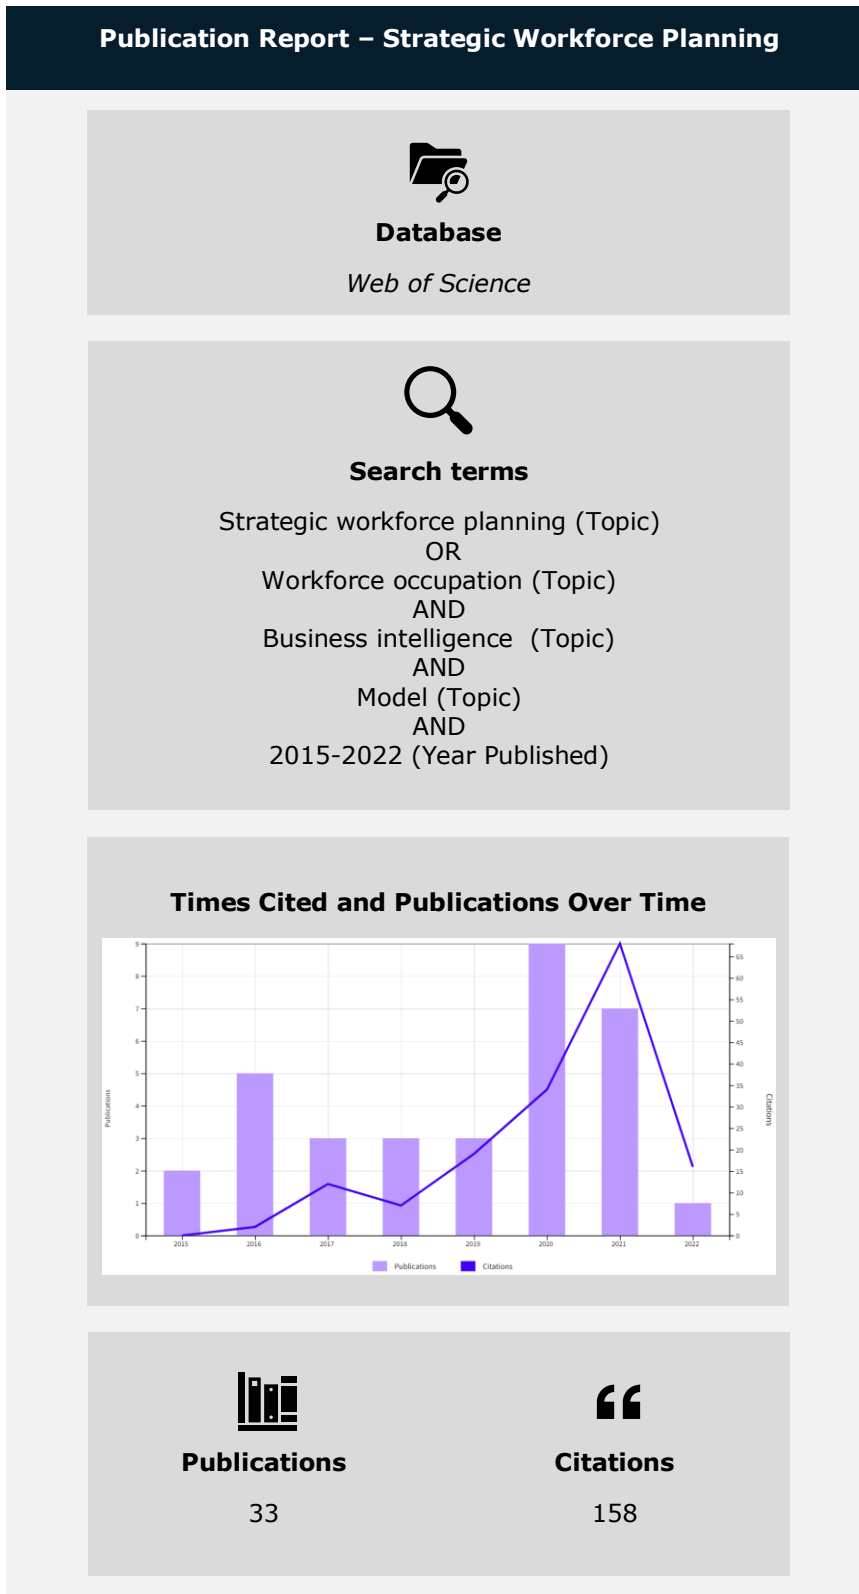 Publication Report – Strategic Workforce Planning
Database
Web of Science
Search terms
Strategic workforce planning (Topic)
OR
Workforce occupation (Topic)
AND
Business intelligence  (Topic)
AND
Model (Topic)
AND
2015-2022 (Year Published)
Times Cited and Publications Over Time
Publications
9
8
7
6
5
4
3
2
1
0
65
60
55
50
45
40
35
30
25
20
15
10
5
0
Citations
2015 2016 2017 2018 2019 2020 2021 2022
Publications Citations
Publications
33
Citations
158